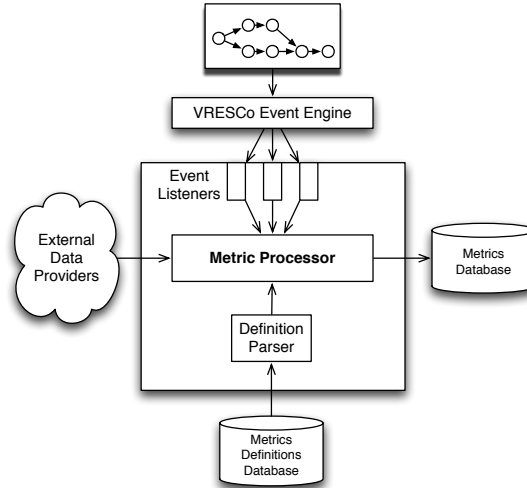 VRESCo Event Engine
Event
Listeners
External
Data
Providers
Metric Processor
Metrics
Database
Definition
Parser
Metrics
Definitions
Database